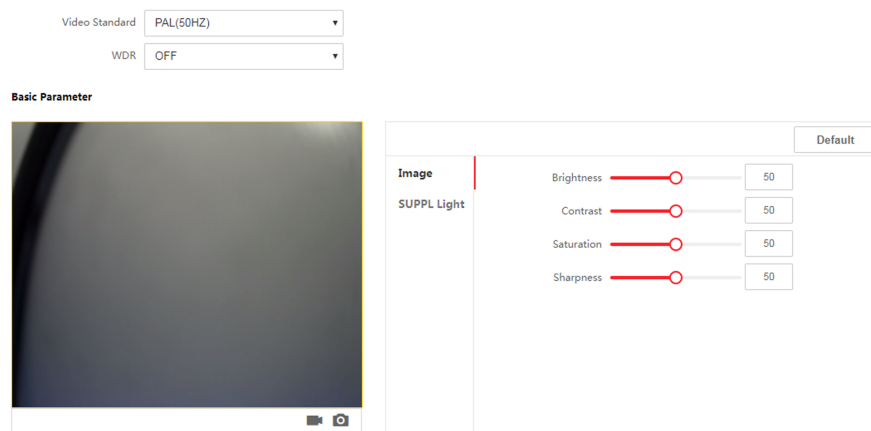 Video Standard PAL(50HZ)
WDR OFF
Basic Parameter
Default
Image
SUPPL Light
Brightness 50
Contrast 50
Saturation 50
Sharpness 50